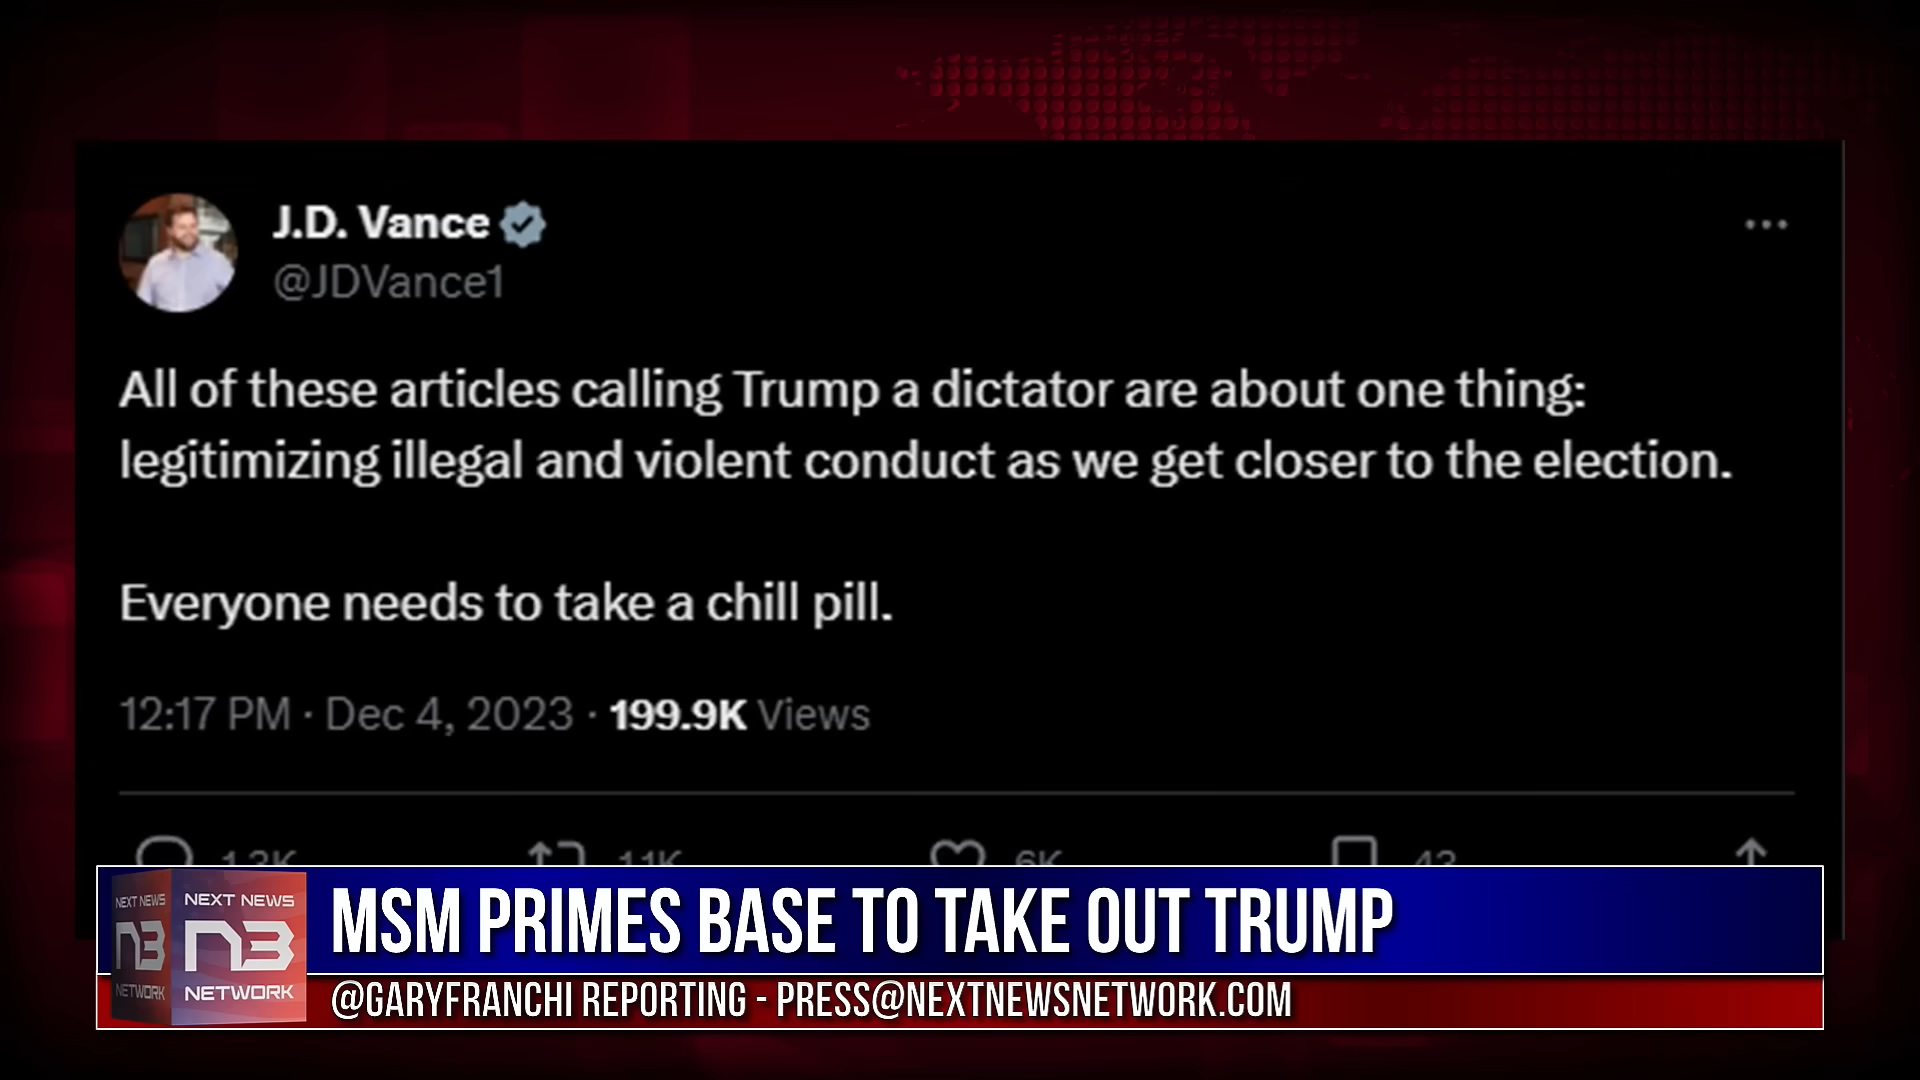 J.D. Vance
@JDVance1
All of these articles calling Trump a dictator are about one thing:
legitimizing illegal and violent conduct as we get closer to the election.
Everyone needs to take a chill pill.
12:17 PM · Dec 4, 2023 · 199.9K Views
6K 43
NEXT NEWS NEXT NEWS
N3 N3
NETWORK NETWORK
MSM PRIMES BASE TO TAKE OUT TRUMP
@GARYFRANCHI REPORTING - PRESS@NEXTNEWSNETWORK.COM